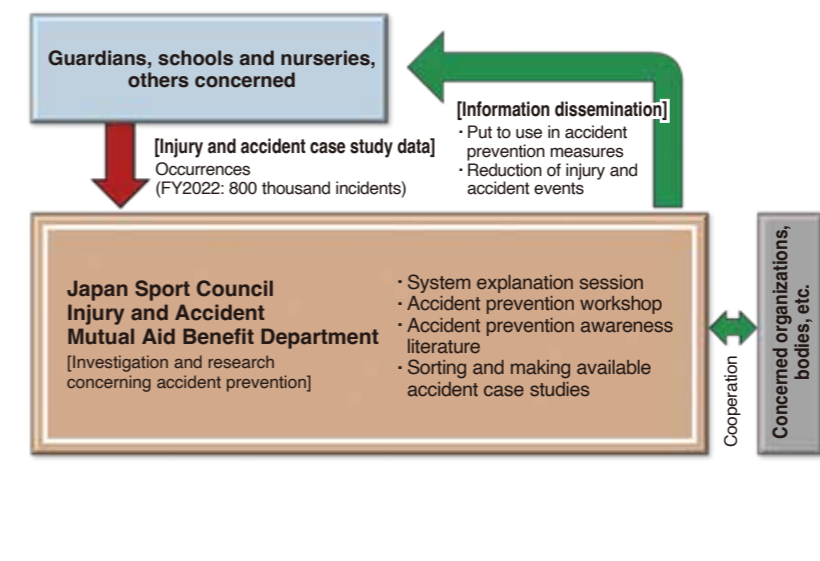 Guardians, schools and nurseries,
others concerned
[Injury and accident case study data]
Occurrences
(FY2022: 800 thousand incidents)
[Information dissemination]
・Put to use in accident
prevention measures
・Reduction of injury and
accident events
Japan Sport Council
Injury and Accident
Mutual Aid Benefit Department
[Investigation and research
concerning accident prevention]
・System explanation session
・Accident prevention workshop
・Accident prevention awareness
literature
・Sorting and making available
accident case studies
Cooperation
Concerned organizations,
bodies, etc.